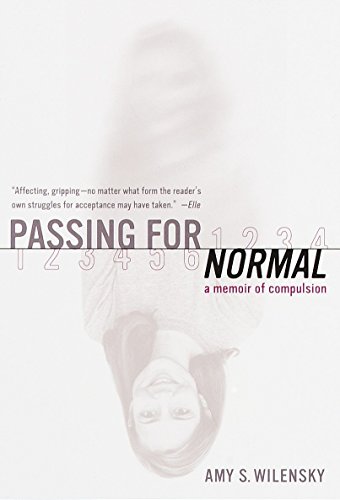 "Affecting, gripping—no matter what form the reader's
own struggles for acceptance may have taken." —Elle
PASSING FOR
1 2 3 4 5 6 1 2 3 4
NORMAL
a memoir of compulsion
AMY S. WILENSKY